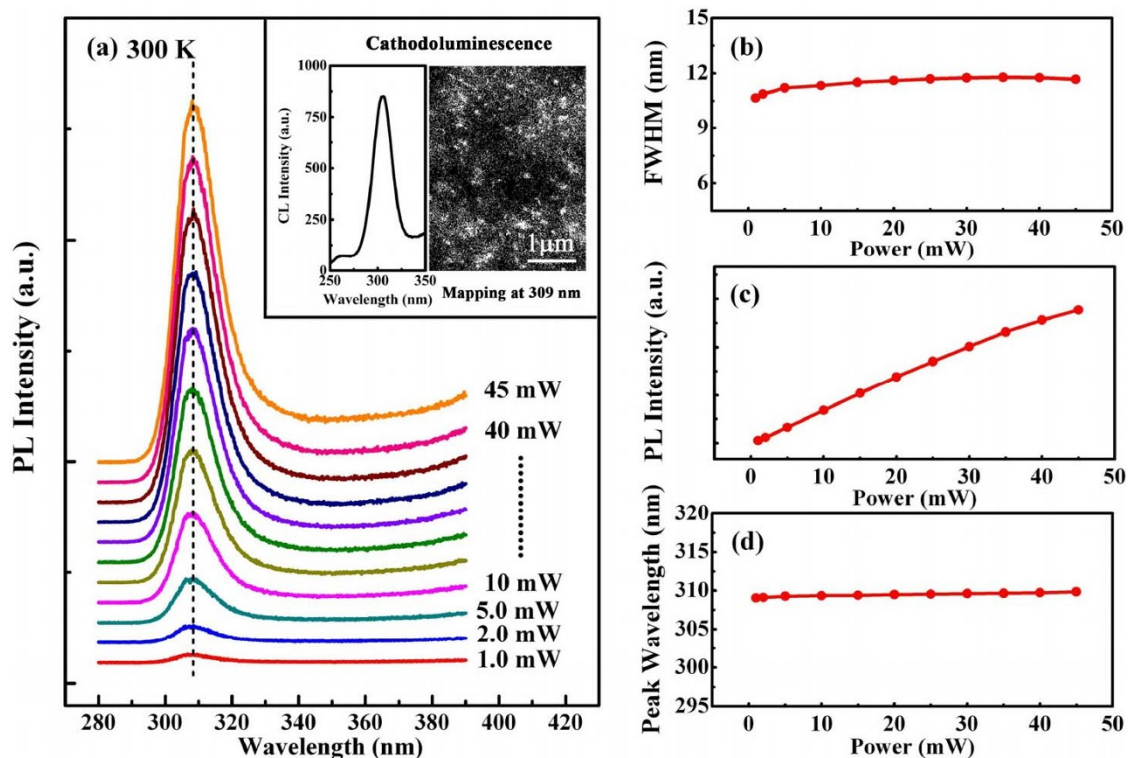 (a) 300 K
Cathodoluminescence
CL Intensity (a.u.)
1000
750
500
250
0
250 300 350
Wavelength (nm)
1μm
Mapping at 309 nm
PL Intensity (a.u.)
45 mW
40 mW
10 mW
5.0 mW
2.0 mW
1.0 mW
280 300 320 340 360 380 400 420
Wavelength (nm)
(b)
FWHM (nm)
15
12
9
6
0 10 20 30 40 50
Power (mW)
(c)
PL Intensity (a.u.)
0 10 20 30 40 50
Power (mW)
(d)
Peak Wavelength (nm)
320
315
310
305
300
295
0 10 20 30 40 50
Power (mW)